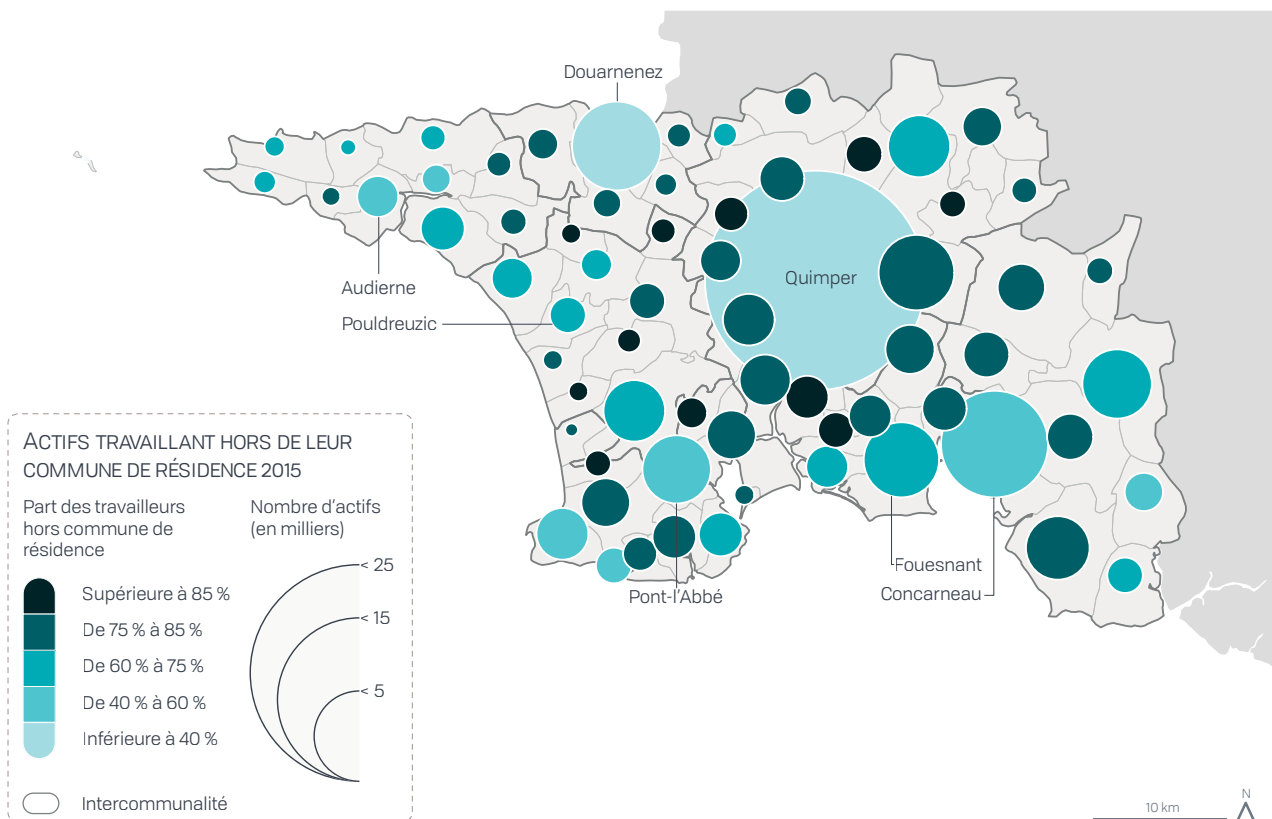 Douarnenez
Quimper
Audierne
Pouldreuzic
Fouesnant
Concarneau
Pont-l'Abbé
ACTIFS TRAVAILLANT HORS DE LEUR
COMMUNE DE RÉSIDENCE 2015
Part des travailleurs
hors commune de
résidence
Nombre d'actifs
(en milliers)
Supérieure à 85 %
De 75 % à 85 %
De 60 % à 75 %
De 40 % à 60 %
Inférieure à 40 %
< 25
< 15
< 5
Intercommunalité
10 km
N